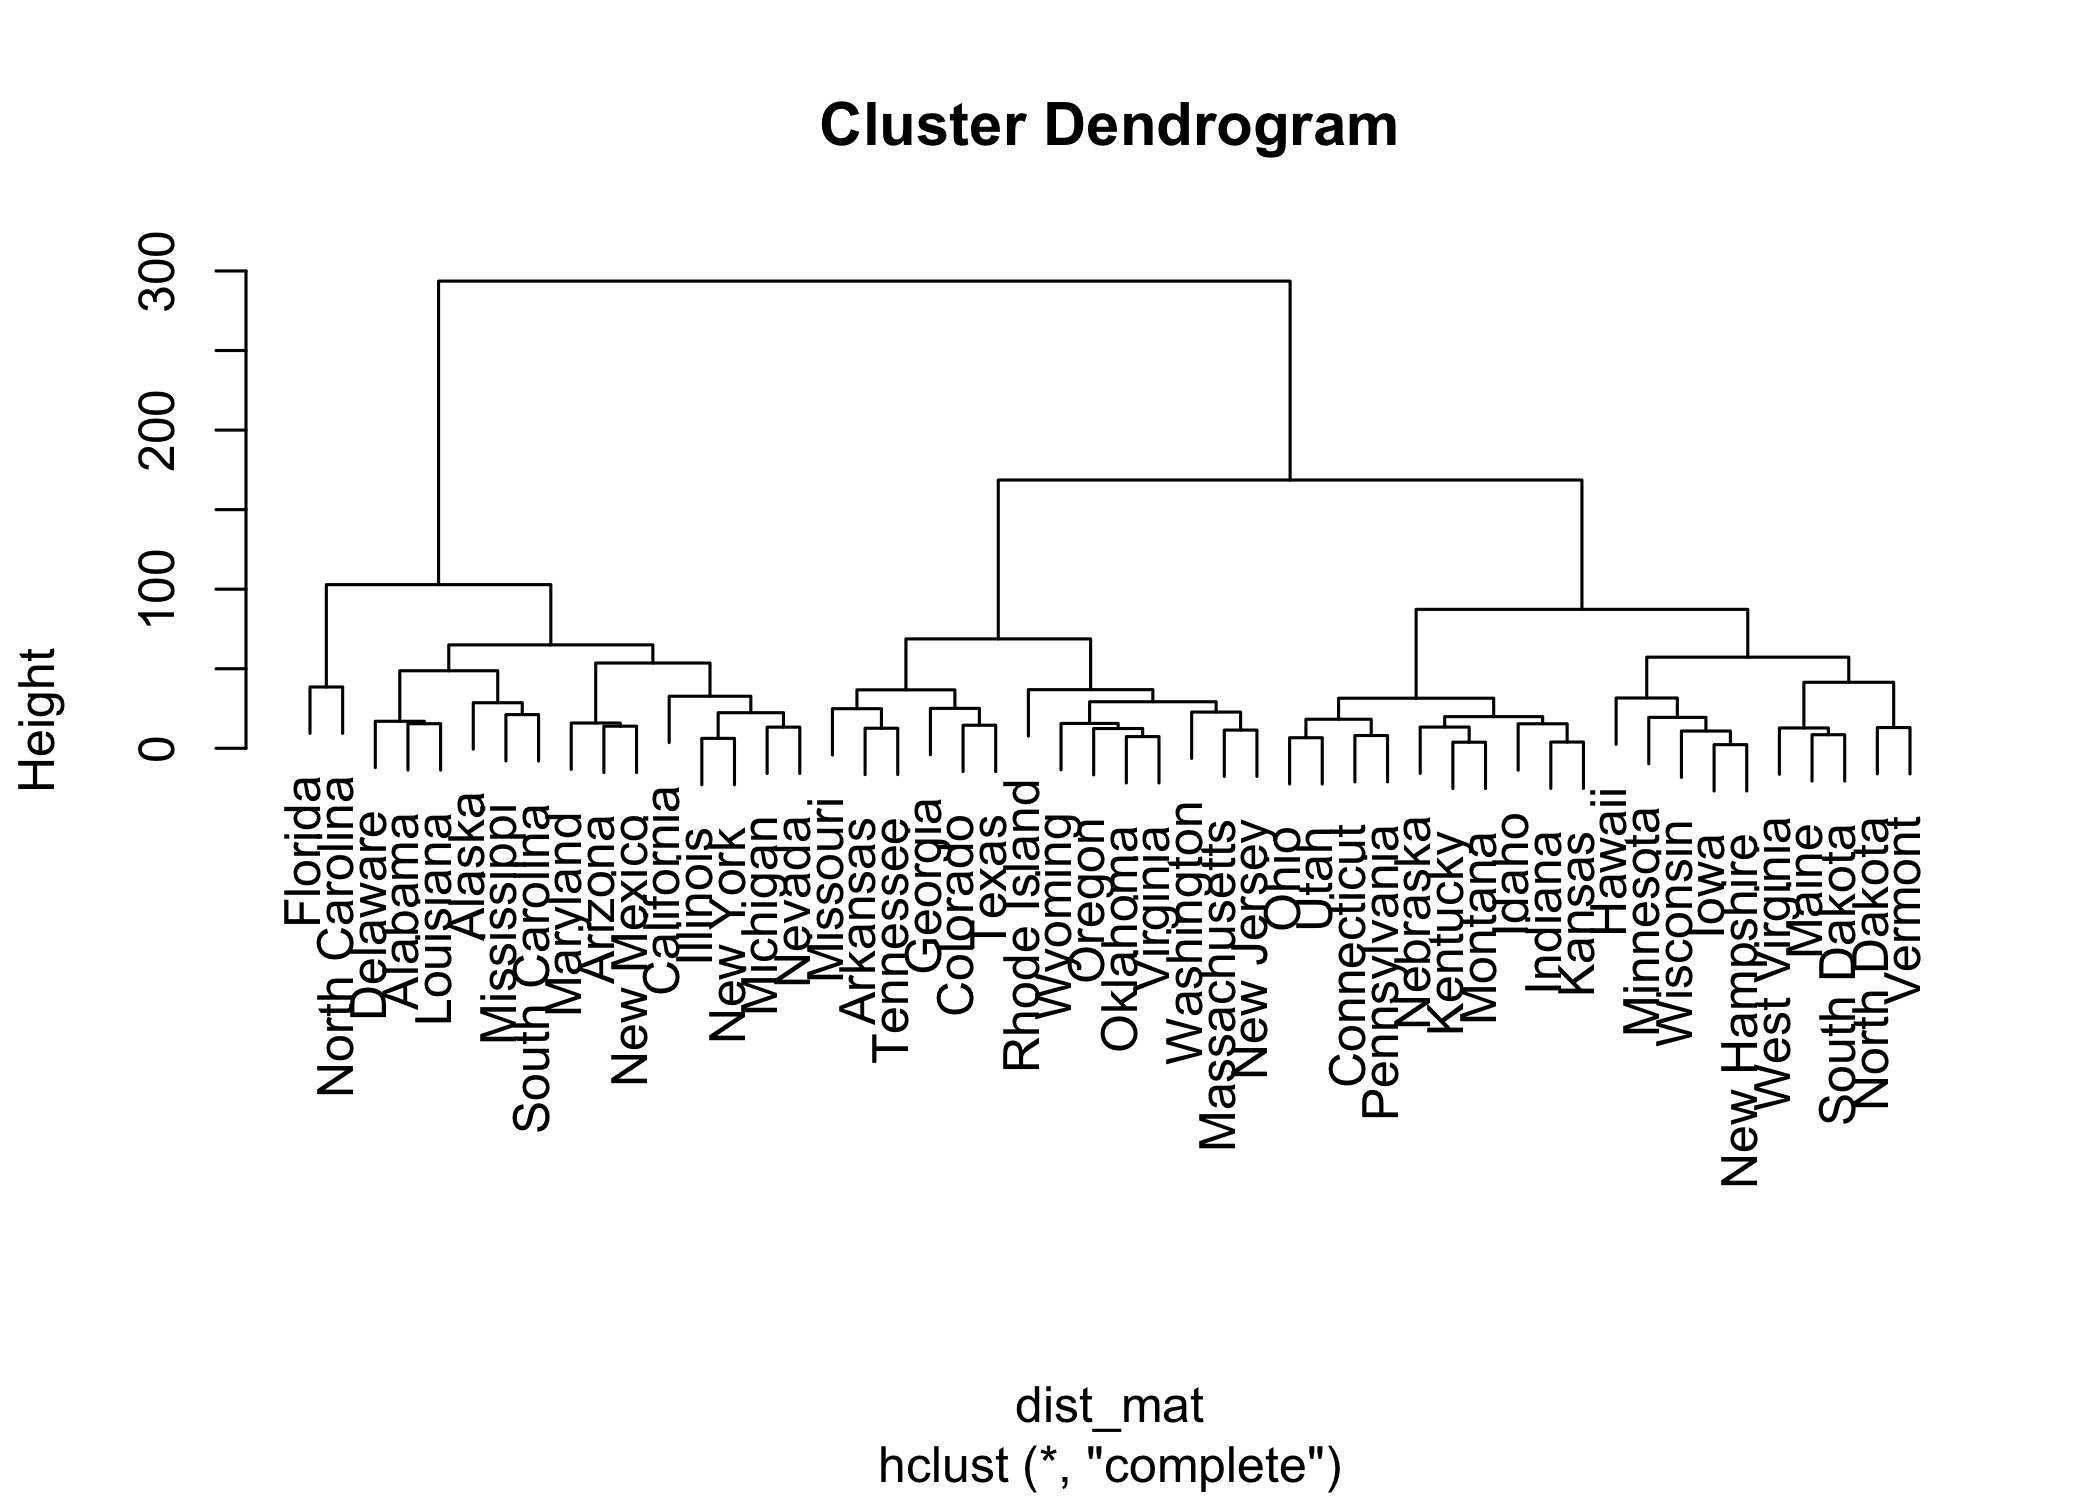 Cluster Dendrogram
Height
300
200
100
0
Florida
North Carolina
Delaware
Alabama
Louisiana
Alaska
Mississippi
South Carolina
Maryland
Arizona
New Mexico
California
Illinois
New York
Michigan
Nevada
Missouri
Arkansas
Tennessee
Georgia
Colorado
Texas
Rhode Island
Wyoming
Oregon
Oklahoma
Virginia
Washington
Massachusetts
New Jersey
Ohio
Utah
Connecticut
Pennsylvania
Nebraska
Kentucky
Montana
Idaho
Indiana
Kansas
Hawaii
Minnesota
Wisconsin
Iowa
New Hampshire
West Virginia
Maine
South Dakota
North Dakota
Vermont
dist_mat
hclust (*, "complete")